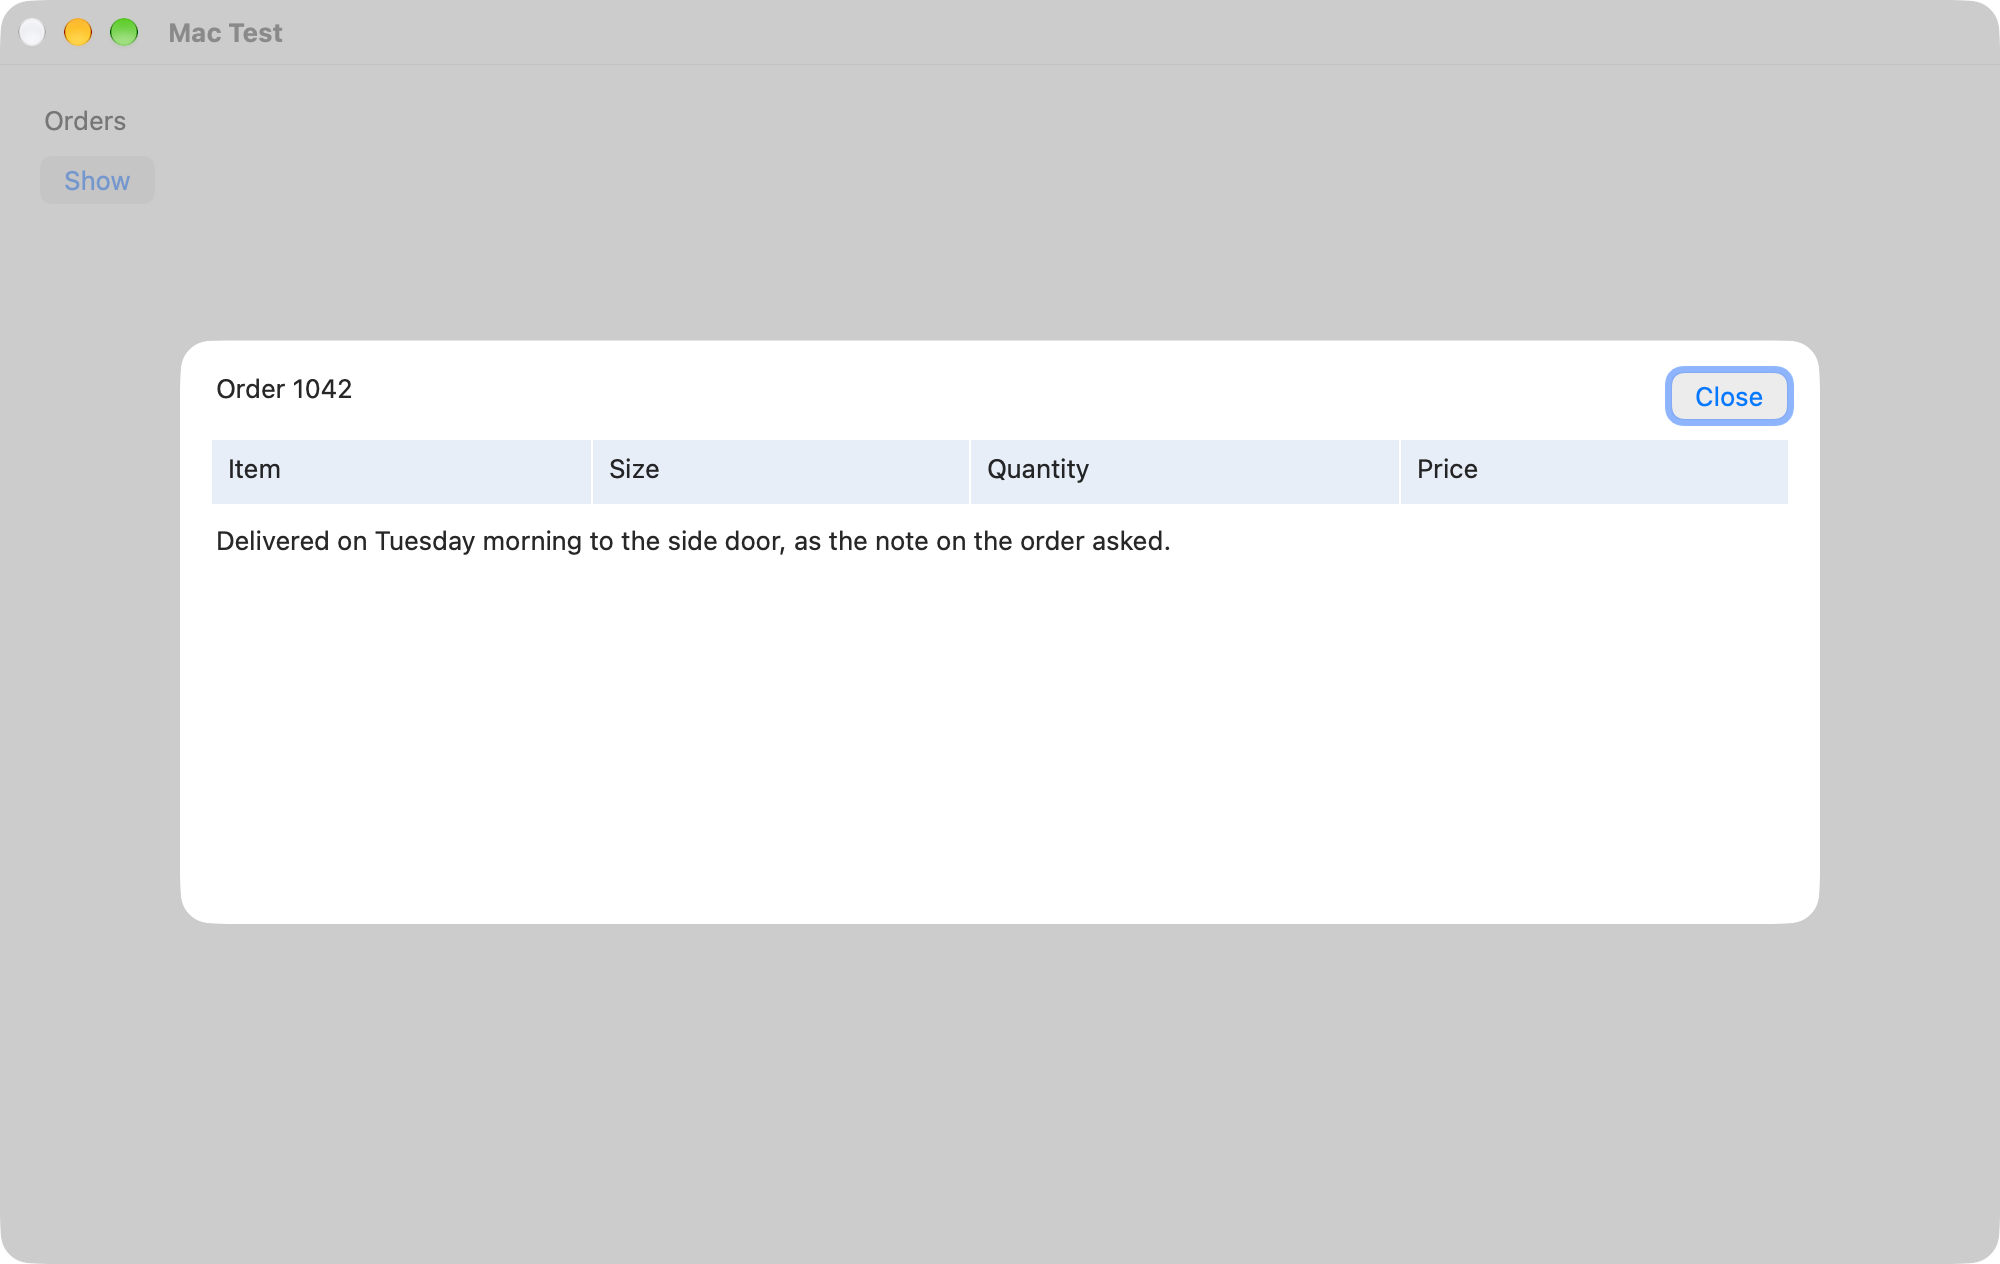 Mac Test
Orders
Show
Order 1042
Close
Item Size Quantity Price
Delivered on Tuesday morning to the side door, as the note on the order asked.